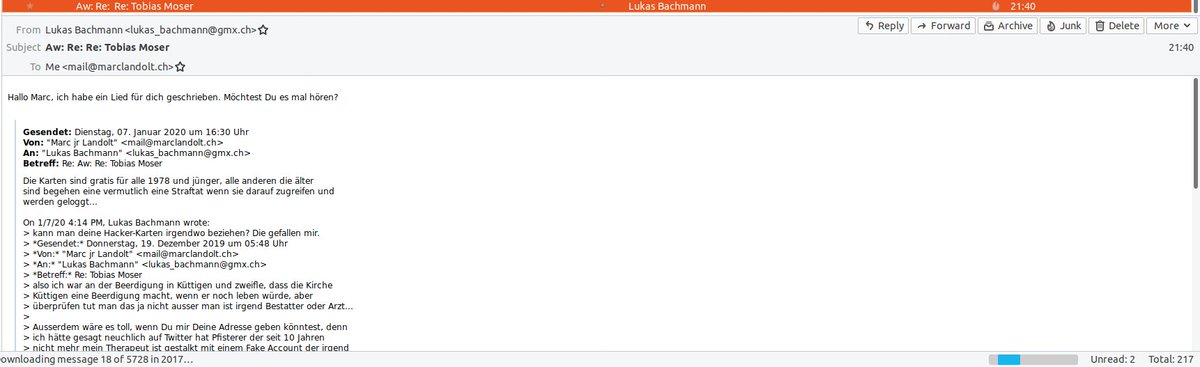 Aw: Re: Re: Tobias Moser Lukas Bachmann 21:40
From Lukas Bachmann <lukas_bachmann@gmx.ch> Reply Forward Archive Junk Delete More
Subject Aw: Re: Re: Tobias Moser 21:40
To Me <mail@marclandolt.ch>
Hallo Marc, ich habe ein Lied für dich geschrieben. Möchtest Du es mal hören?
Gesendet: Dienstag, 07. Januar 2020 um 16:30 Uhr
Von: "Marc jr Landolt" <mail@marclandolt.ch>
An: "Lukas Bachmann" <lukas_bachmann@gmx.ch>
Betreff: Re: Aw: Re: Tobias Moser
Die Karten sind gratis für alle 1978 und jünger, alle anderen die älter
sind begehen eine vermutlich eine Straftat wenn sie darauf zugreifen und
werden geloggt...
On 1/7/20 4:14 PM, Lukas Bachmann wrote:
> kann man deine Hacker-Karten irgendwo beziehen? Die gefallen mir.
> *Gesendet:* Donnerstag, 19. Dezember 2019 um 05:48 Uhr
> *Von:* "Marc jr Landolt" <mail@marclandolt.ch>
> *An:* "Lukas Bachmann" <lukas_bachmann@gmx.ch>
> *Betreff:* Re: Tobias Moser
> also ich war an der Beerdigung in Küttigen und zweifle, dass die Kirche
> Küttigen eine Beerdigung macht, wenn er noch leben würde, aber
> überprüfen tut man das ja nicht ausser man ist irgend Bestatter oder Arzt...
>
> Ausserdem wäre es toll, wenn Du mir Deine Adresse geben könntest, denn
> ich hätte gesagt neuchlich auf Twitter hat Pfisterer der seit 10 Jahren
> nicht mehr mein Therapeut ist gestalkt mit einem Fake Account der irgend
ownloading message 18 of 5728 in 2017... Unread: 2 Total: 217